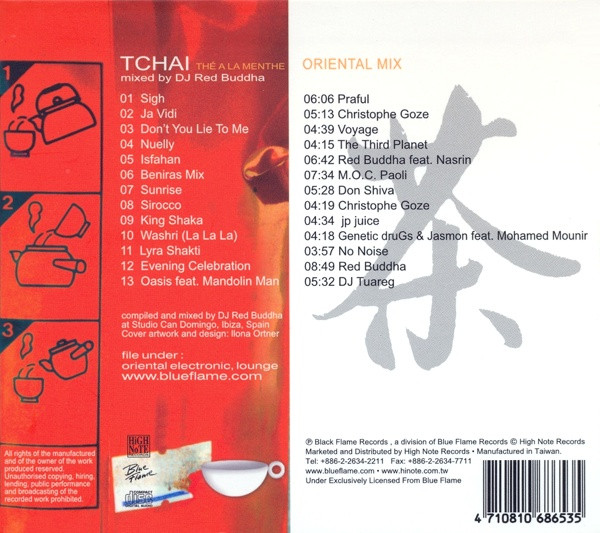 TCHAI THÉ A LA MENTHE
mixed by DJ Red Buddha
ORIENTAL MIX
01 Sigh
02 Ja Vidi
03 Don't You Lie To Me
04 Nuelly
05 Isfahan
06 Beniras Mix
07 Sunrise
08 Sirocco
09 King Shaka
10 Washri (La La La)
11 Lyra Shakti
12 Evening Celebration
13 Oasis feat. Mandolin Man
06:06 Praful
05:13 Christophe Goze
04:39 Voyage
04:15 The Third Planet
06:42 Red Buddha feat. Nasrin
07:34 M.O.C. Paoli
05:28 Don Shiva
04:19 Christophe Goze
04:34 jp juice
04:18 Genetic druGs & Jasmon feat. Mohamed Mounir
03:57 No Noise
08:49 Red Buddha
05:32 DJ Tuareg
茶
1
2
3
compiled and mixed by DJ Red Buddha
at Studio Can Domingo, Ibiza, Spain
Cover artwork and design: Ilona Ortner
file under :
oriental electronic, lounge
www.blueflame.com
All rights of the manufactured
and of the owner of the work
produced reserved.
Unauthorised copying, hiring,
lending, public performance
and broadcasting of the
recorded work prohibited.
HIGH
NOTE
Blue
Flame
COMPACT
disc
DIGITAL AUDIO
℗ Black Flame Records , a division of Blue Flame Records © High Note Records
Marketed and Distributed by High Note Records • Manufactured in Taiwan.
Tel: +886-2-2634-2211 Fax: +886-2-2634-7711
www.blueflame.com • www.hinote.com.tw
Under Exclusively Licensed From Blue Flame
4 710810 686535